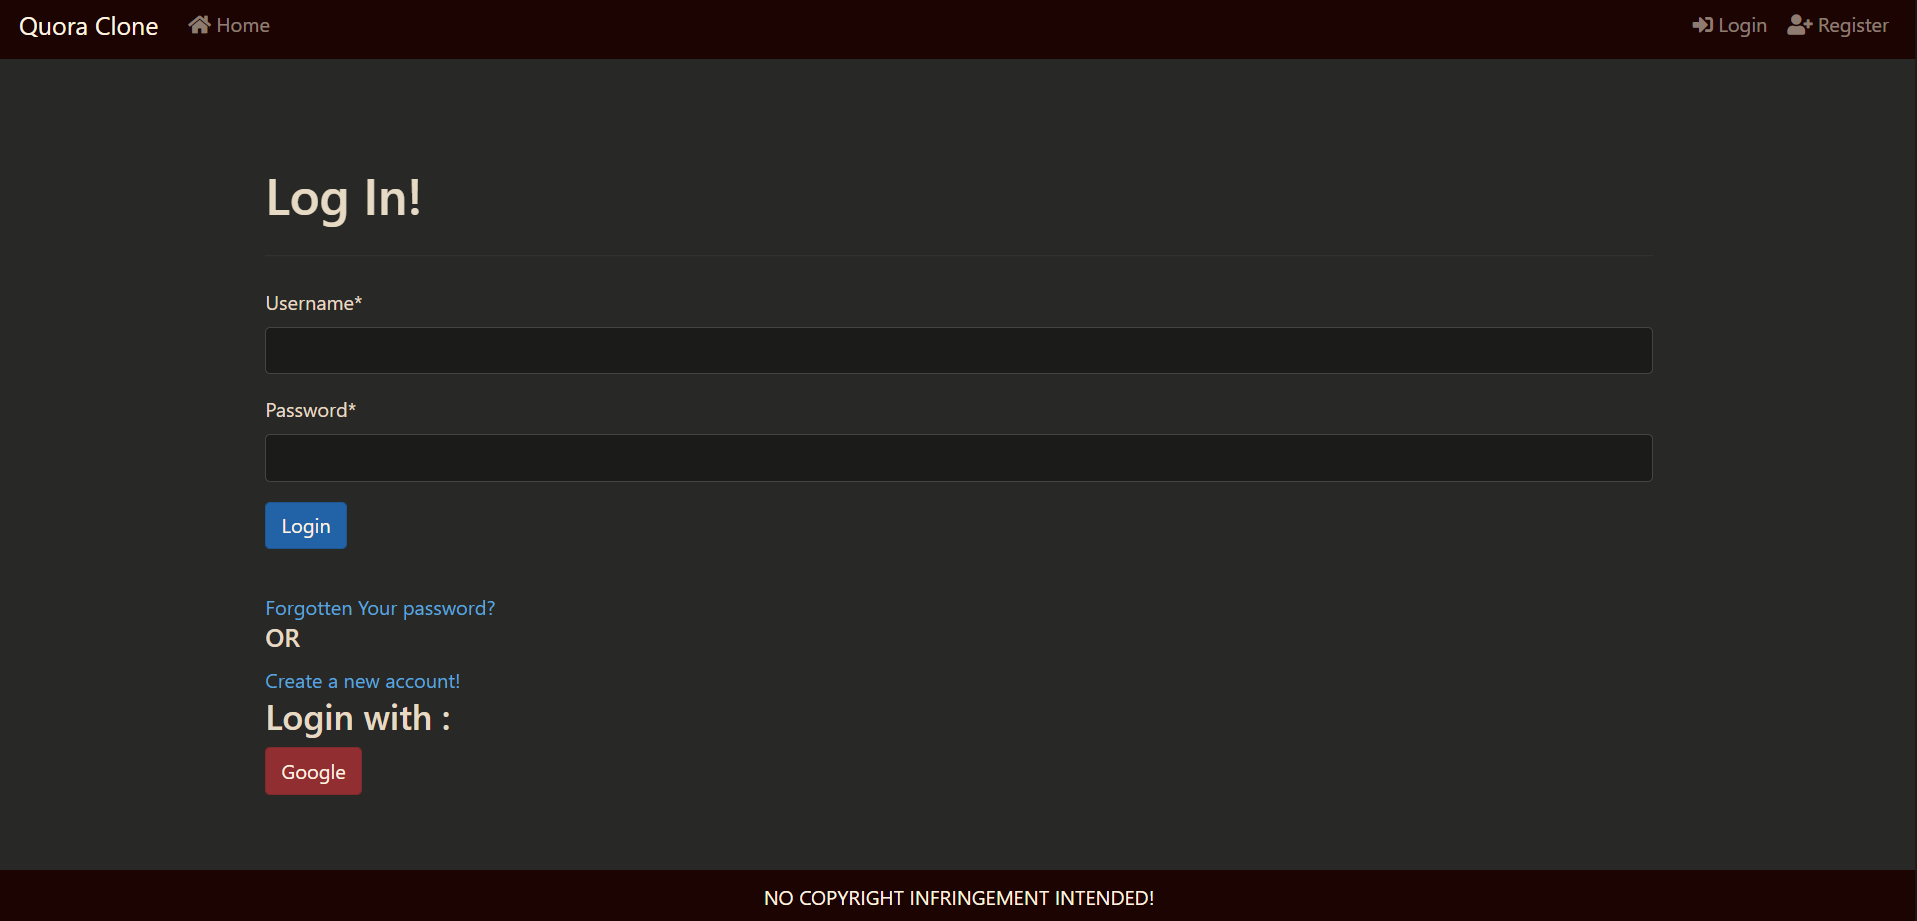 Quora Clone Home Login Register
Log In!
Username*
Password*
Login
Forgotten Your password?
OR
Create a new account!
Login with :
Google
NO COPYRIGHT INFRINGEMENT INTENDED!